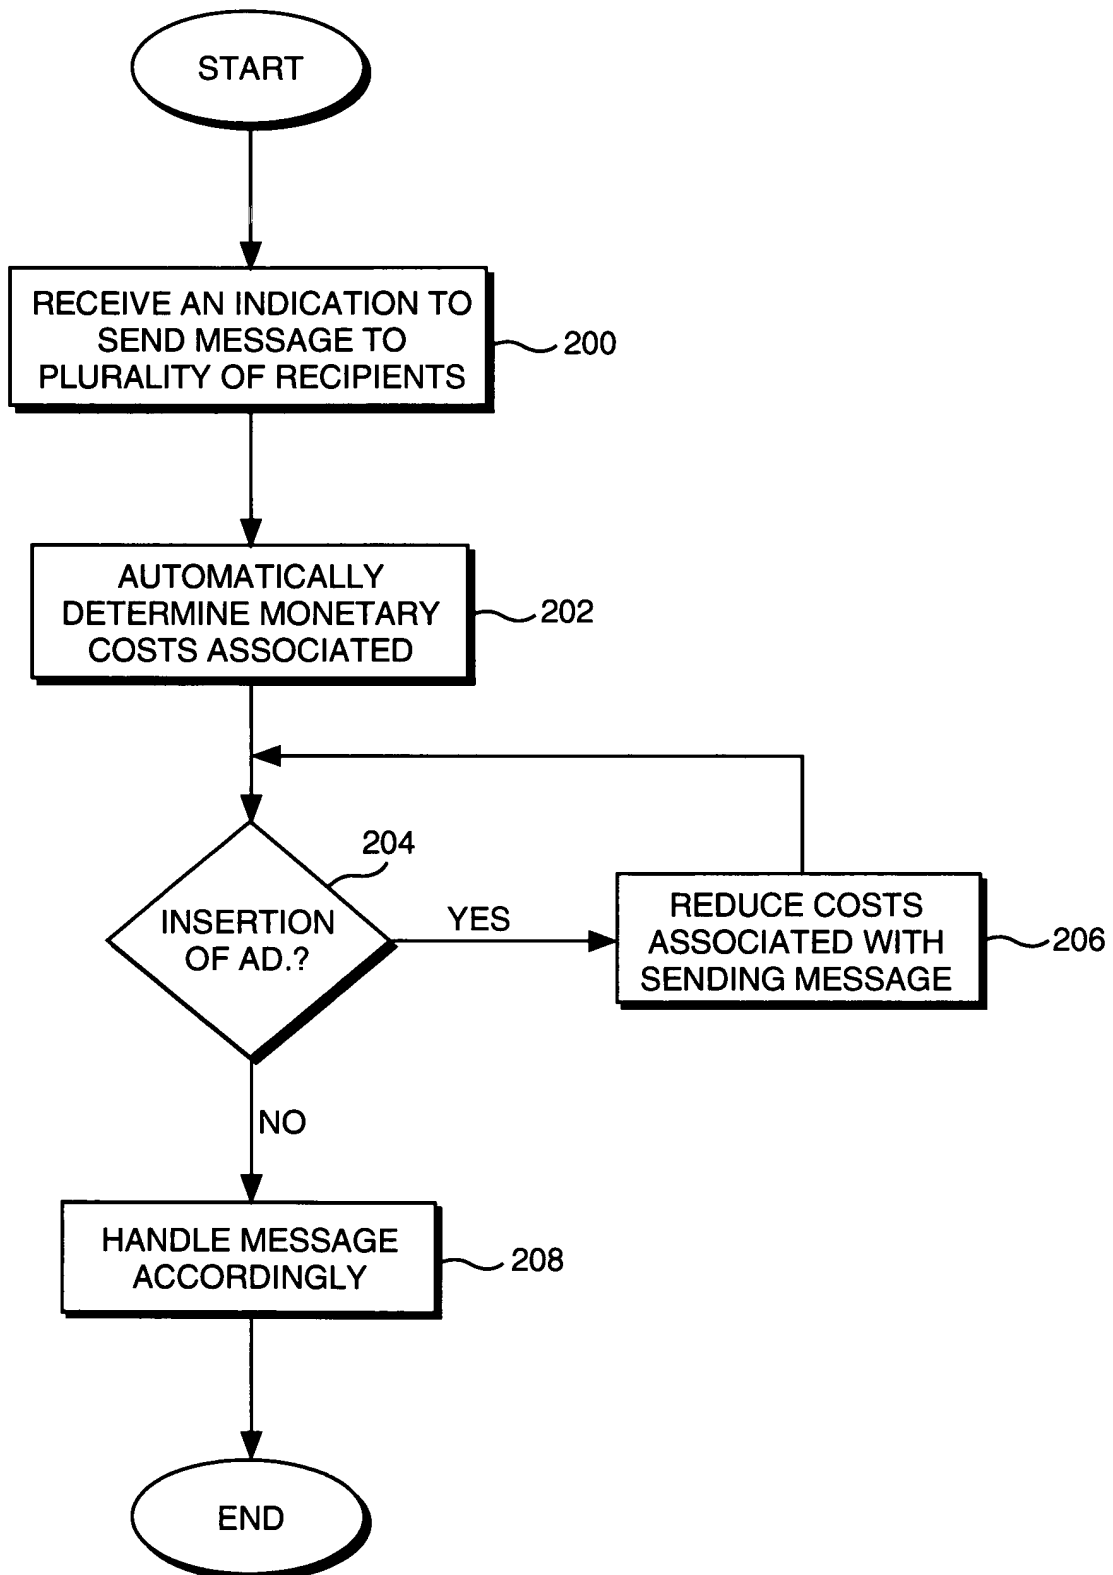 START
RECEIVE AN INDICATION TO
SEND MESSAGE TO
PLURALITY OF RECIPIENTS
200
AUTOMATICALLY
DETERMINE MONETARY
COSTS ASSOCIATED
202
204
INSERTION
OF AD.?
YES
REDUCE COSTS
ASSOCIATED WITH
SENDING MESSAGE
206
NO
HANDLE MESSAGE
ACCORDINGLY
208
END